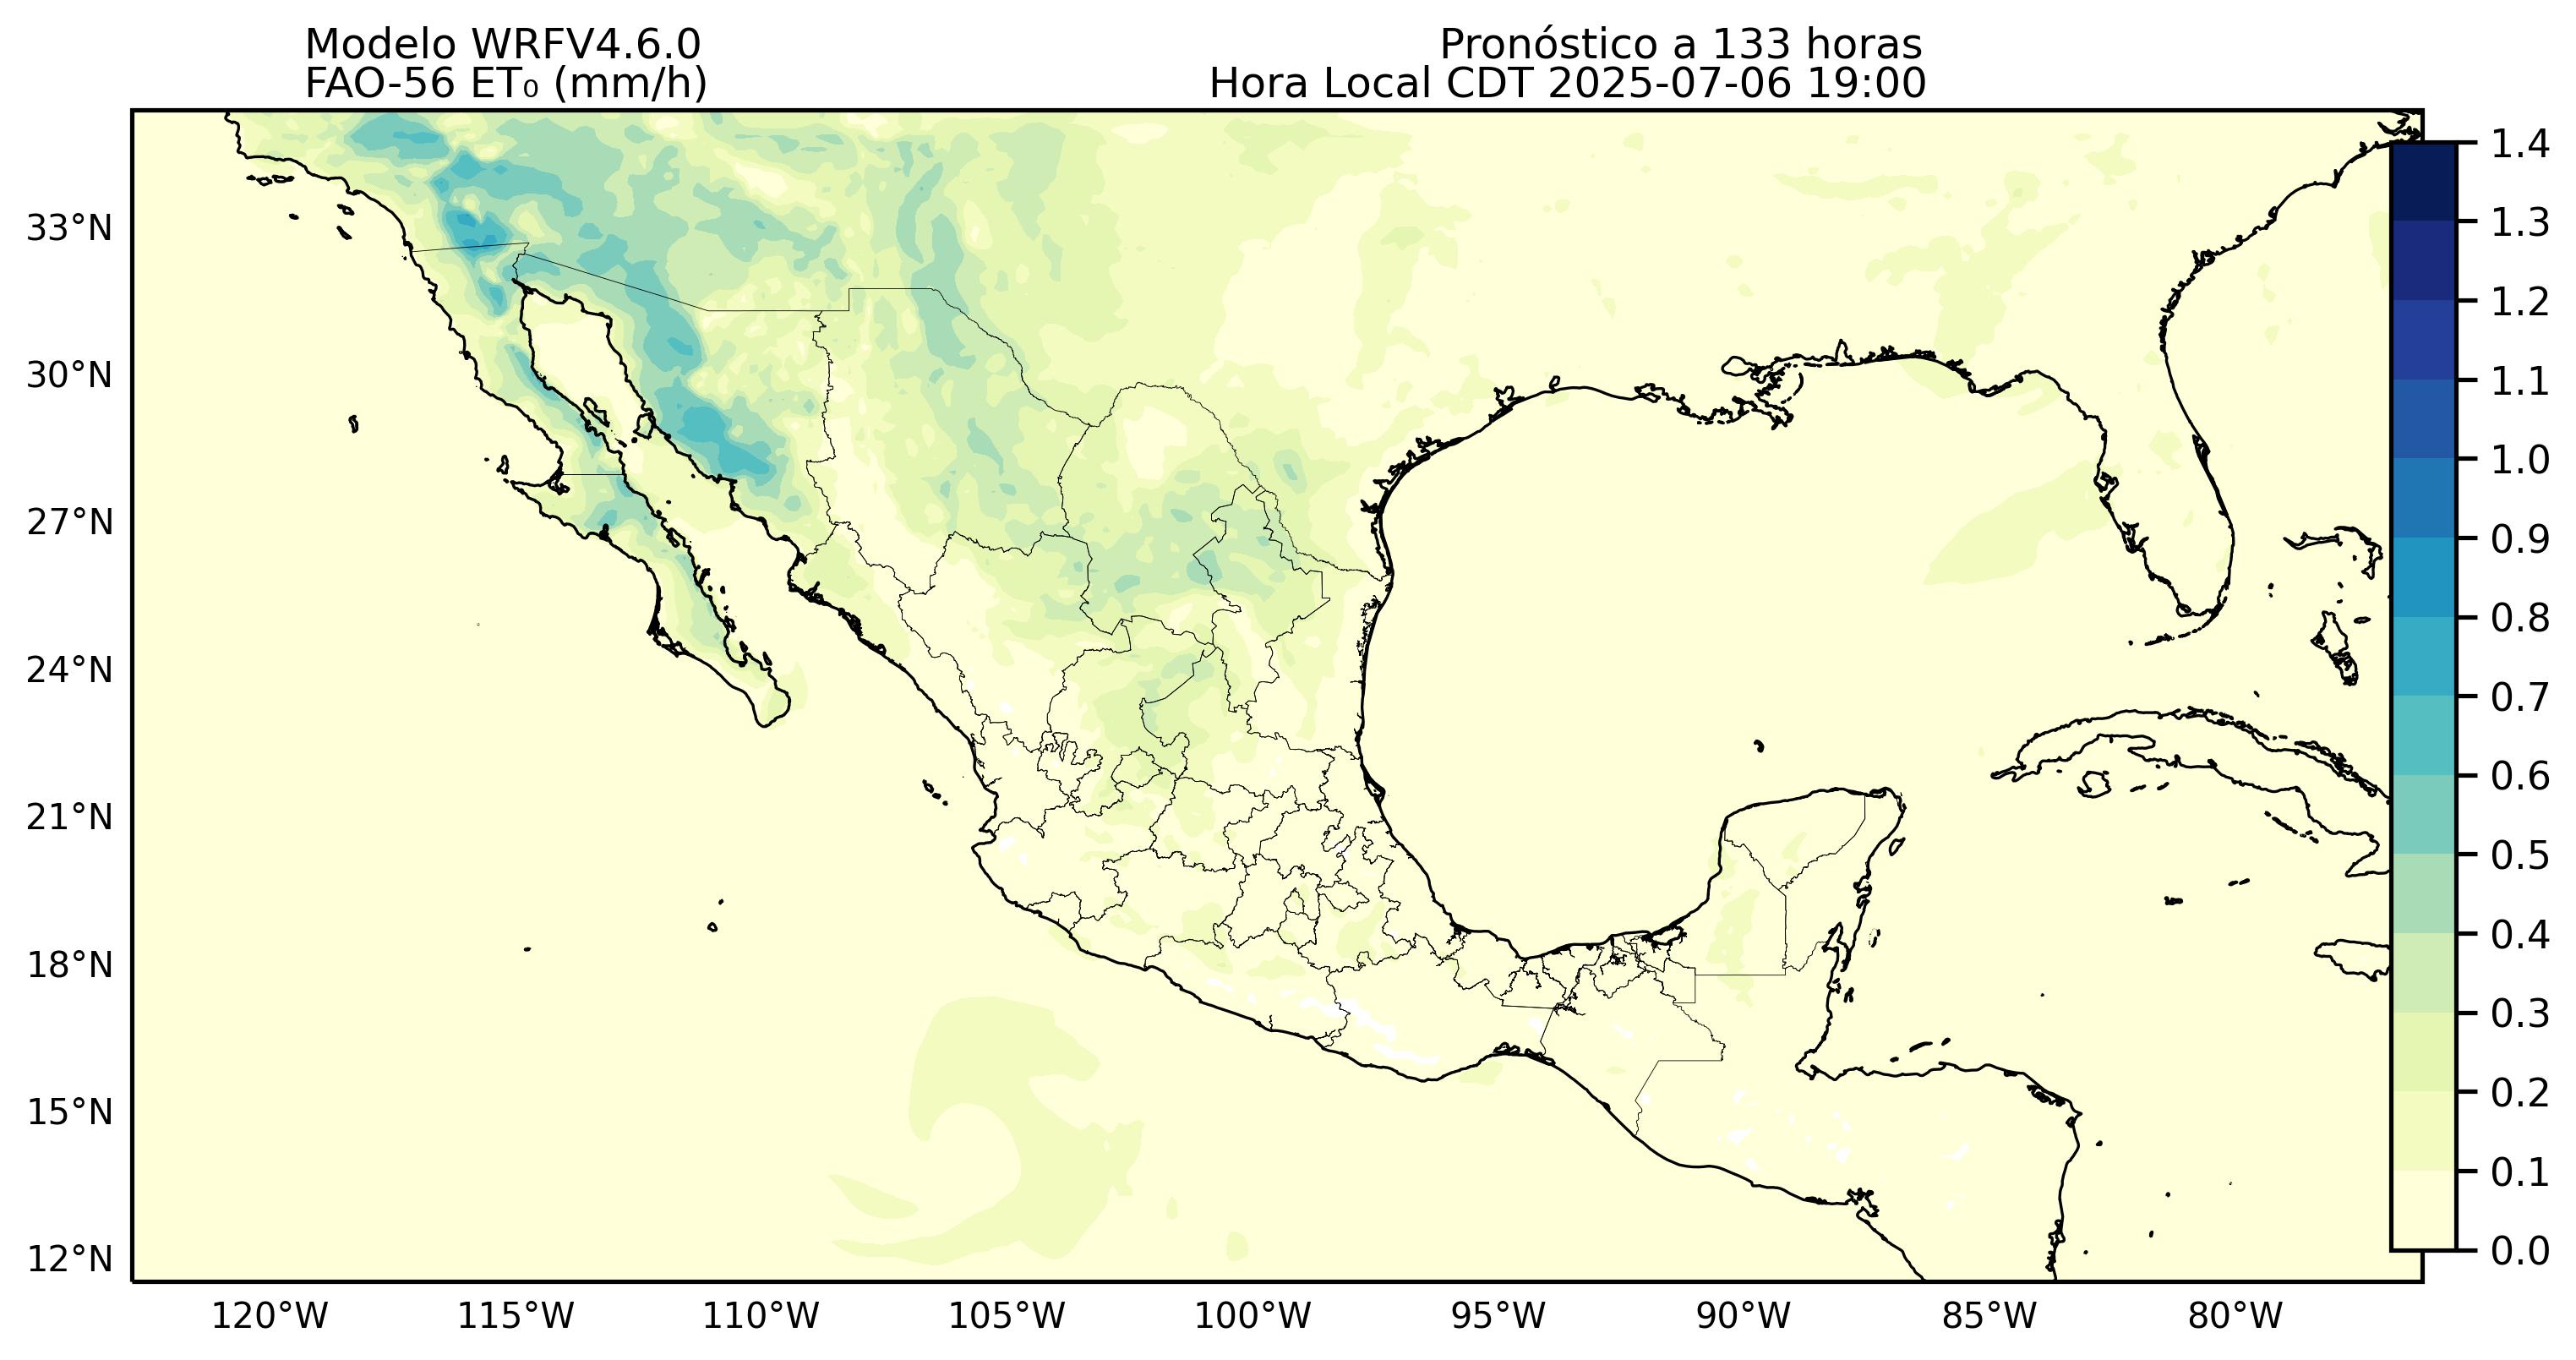 Modelo WRFV4.6.0
FAO-56 ET₀ (mm/h)
Pronóstico a 133 horas
Hora Local CDT 2025-07-06 19:00
33°N
30°N
27°N
24°N
21°N
18°N
15°N
12°N
120°W
115°W
110°W
105°W
100°W
95°W
90°W
85°W
80°W
1.4
1.3
1.2
1.1
1.0
0.9
0.8
0.7
0.6
0.5
0.4
0.3
0.2
0.1
0.0